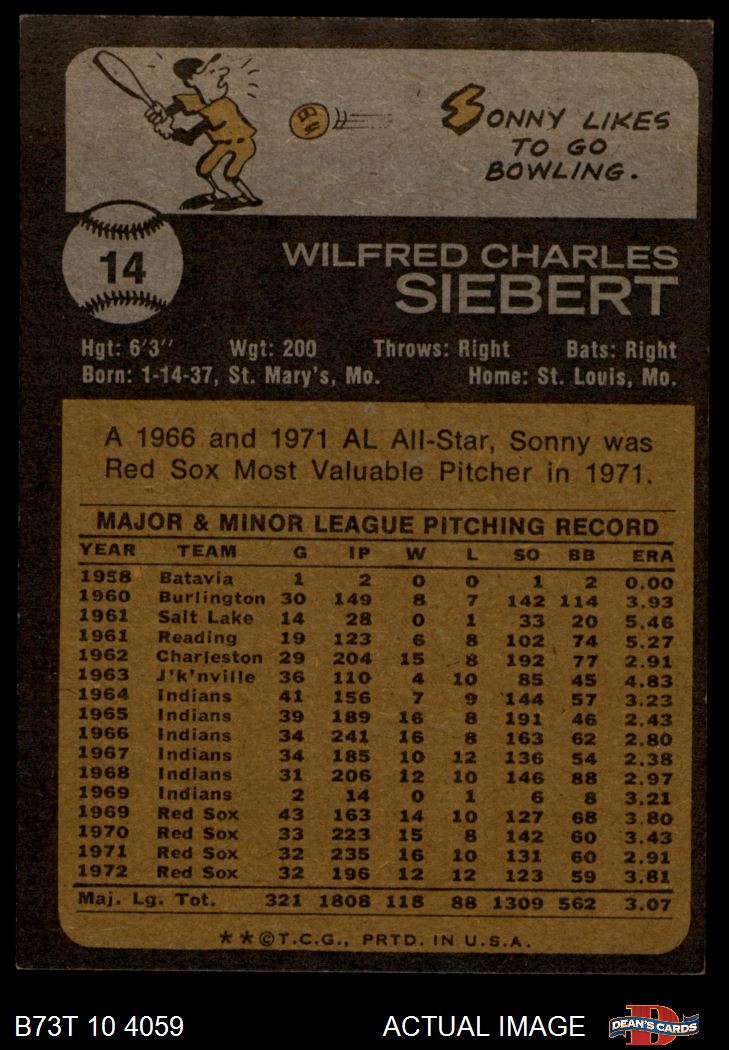 SONNY LIKES
TO GO
BOWLING.
14
WILFRED CHARLES
SIEBERT
Hgt: 6'3" Wgt: 200 Throws: Right Bats: Right
Born: 1-14-37, St. Mary's, Mo. Home: St. Louis, Mo.
A 1966 and 1971 AL All-Star, Sonny was
Red Sox Most Valuable Pitcher in 1971.
MAJOR & MINOR LEAGUE PITCHING RECORD
YEAR TEAM G IP W L SO BB ERA
1958 Batavia 1 2 0 0 1 2 0.00
1960 Burlington 30 149 8 7 142 114 3.93
1961 Salt Lake 14 28 0 1 33 20 5.46
1961 Reading 19 123 6 8 102 74 5.27
1962 Charleston 29 204 15 8 192 77 2.91
1963 J'k'nville 36 110 4 10 85 45 4.83
1964 Indians 41 156 7 9 144 57 3.23
1965 Indians 39 189 16 8 191 46 2.43
1966 Indians 34 241 16 8 163 62 2.80
1967 Indians 34 185 10 12 136 54 2.38
1968 Indians 31 206 12 10 146 88 2.97
1969 Indians 2 14 0 1 6 8 3.21
1969 Red Sox 43 163 14 10 127 68 3.80
1970 Red Sox 33 223 15 8 142 60 3.43
1971 Red Sox 32 235 16 10 131 60 2.91
1972 Red Sox 32 196 12 12 123 59 3.81
Maj. Lg. Tot. 321 1808 118 88 1309 562 3.07
**©T.C.G., PRTD. IN U.S.A.
B73T 10 4059 ACTUAL IMAGE DEAN'S CARDS